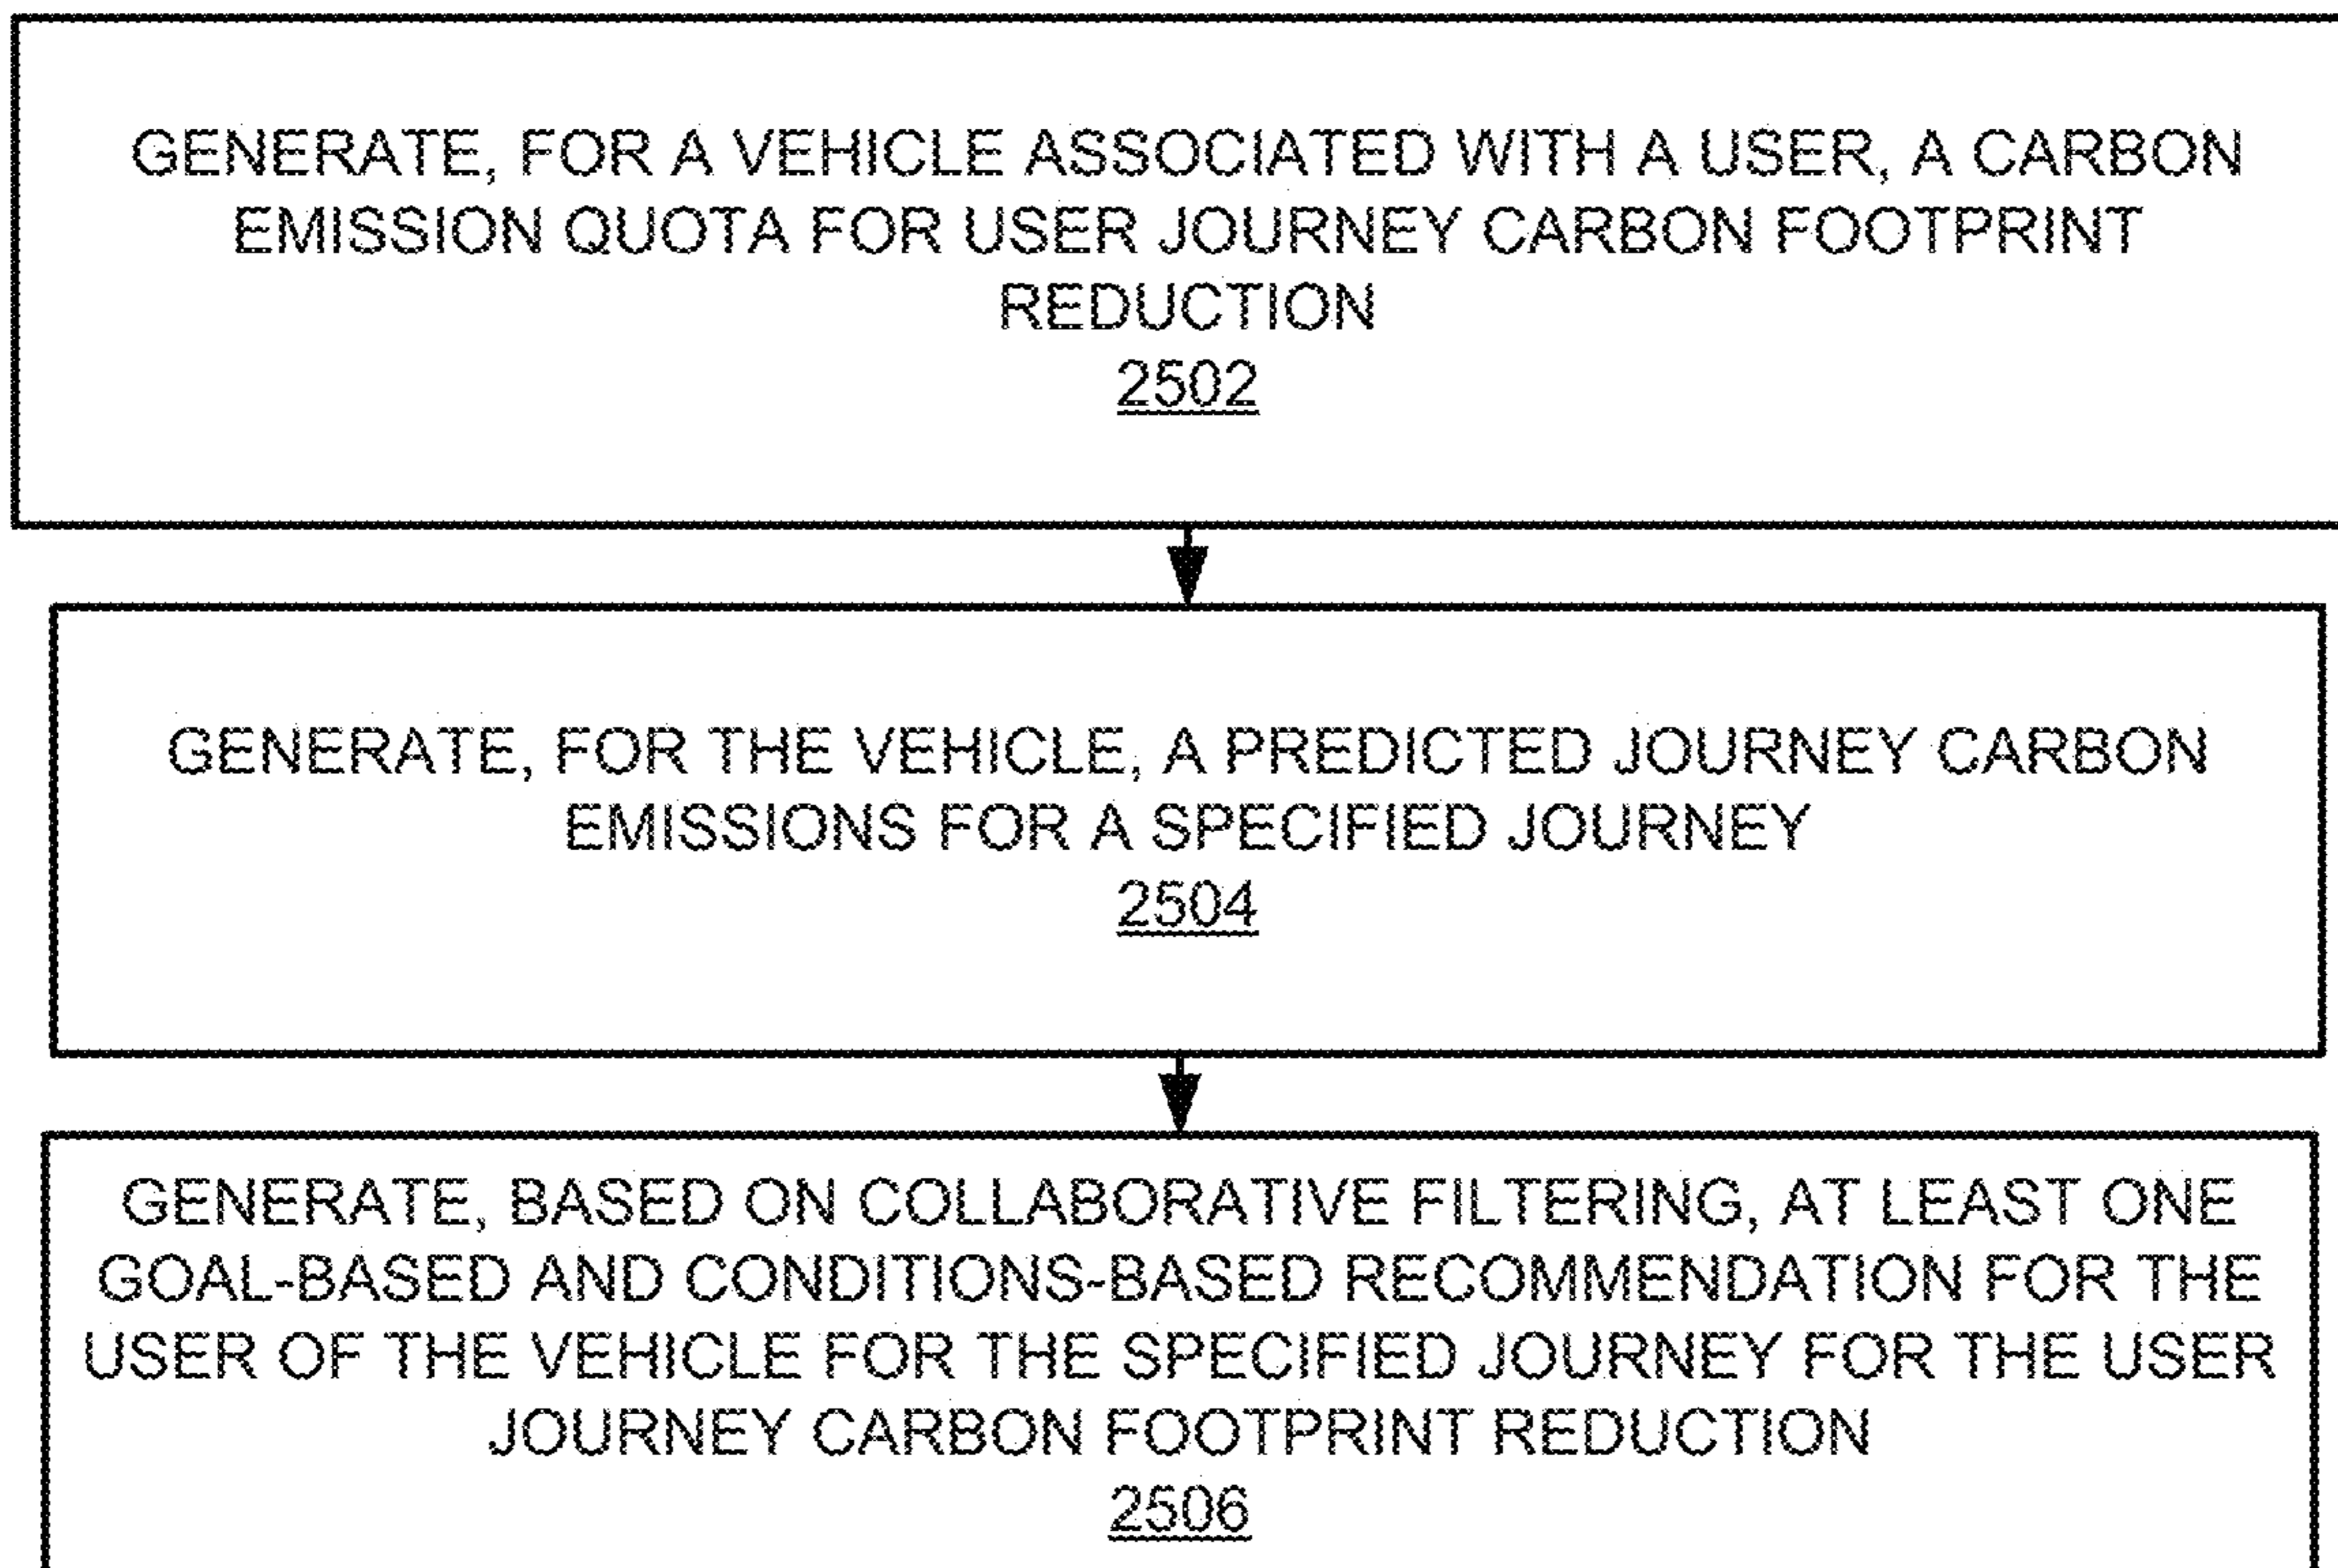 GENERATE, FOR A VEHICLE ASSOCIATED WITH A USER, A CARBON
EMISSION QUOTA FOR USER JOURNEY CARBON FOOTPRINT
REDUCTION
2502
GENERATE, FOR THE VEHICLE, A PREDICTED JOURNEY CARBON
EMISSIONS FOR A SPECIFIED JOURNEY
2504
GENERATE, BASED ON COLLABORATIVE FILTERING, AT LEAST ONE
GOAL-BASED AND CONDITIONS-BASED RECOMMENDATION FOR THE
USER OF THE VEHICLE FOR THE SPECIFIED JOURNEY FOR THE USER
JOURNEY CARBON FOOTPRINT REDUCTION
2506